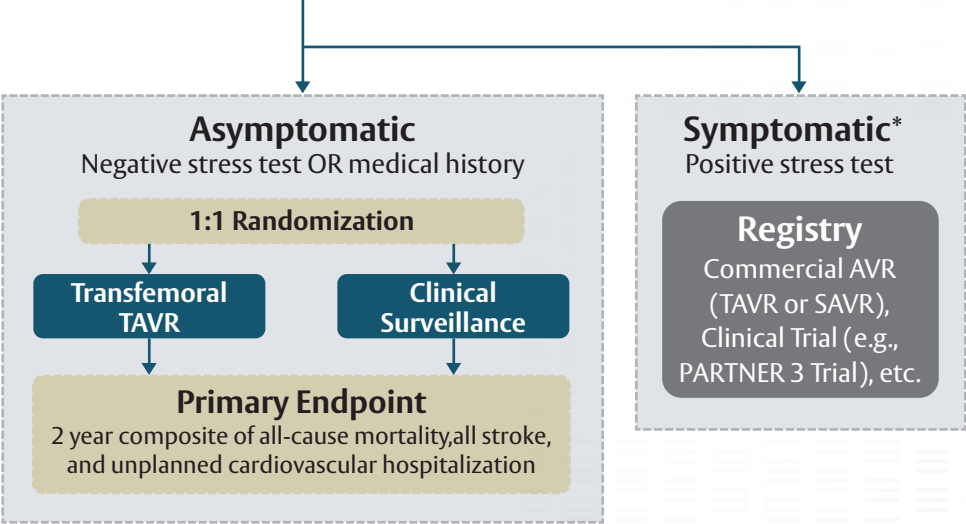 Asymptomatic
Negative stress test OR medical history
1:1 Randomization
Transfemoral
TAVR
Clinical
Surveillance
Primary Endpoint
2 year composite of all-cause mortality,all stroke,
and unplanned cardiovascular hospitalization
Symptomatic*
Positive stress test
Registry
Commercial AVR
(TAVR or SAVR),
Clinical Trial (e.g.,
PARTNER 3 Trial), etc.